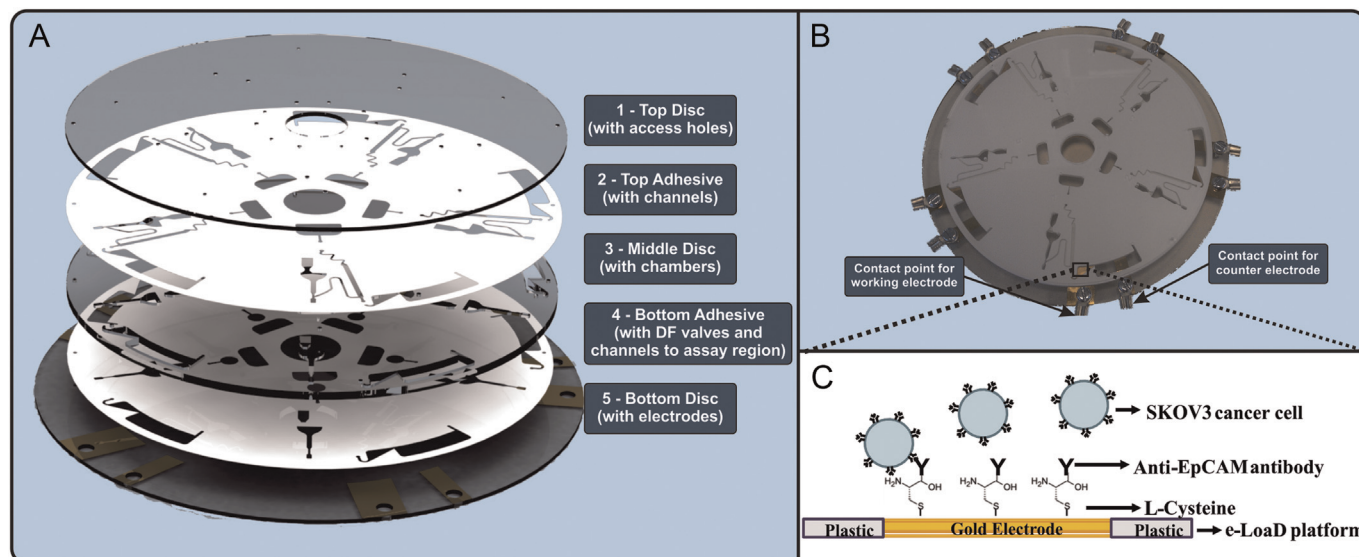 A
1 - Top Disc
(with access holes)
2 - Top Adhesive
(with channels)
3 - Middle Disc
(with chambers)
4 - Bottom Adhesive
(with DF valves and
channels to assay region)
5 - Bottom Disc
(with electrodes)
B
Contact point for
working electrode
Contact point for
counter electrode
C
SKOV3 cancer cell
Anti-EpCAM antibody
H₂N OH H₂N OH H₂N OH
L-Cysteine
S S S
Plastic Gold Electrode Plastic e-LoaD platform